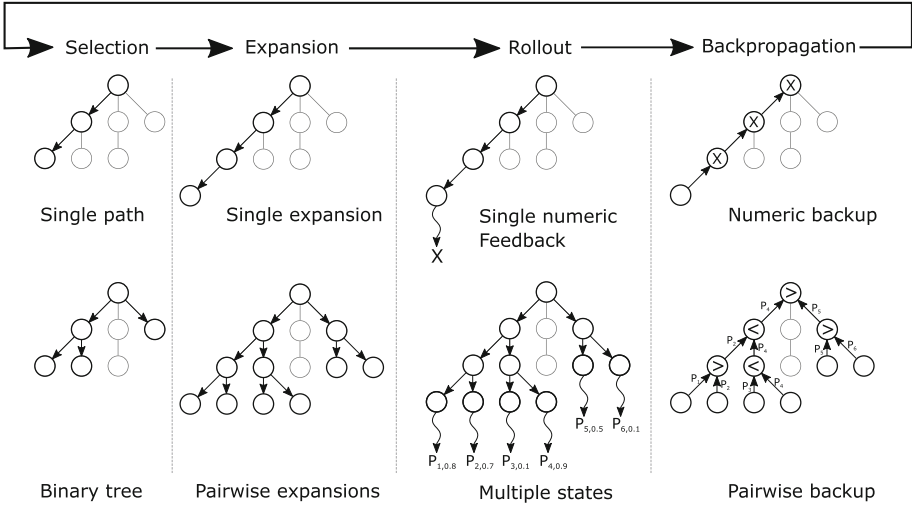 Selection Expansion Rollout Backpropagation
X
X
X
Single path Single expansion Single numeric Numeric backup
Feedback
X
>
P4 P5
< >
P2 P4 P5 P6
> <
P1 P2 P3 P4
P5,0.5 P6,0.1
P1,0.8 P2,0.7 P3,0.1 P4,0.9
Binary tree Pairwise expansions Multiple states Pairwise backup